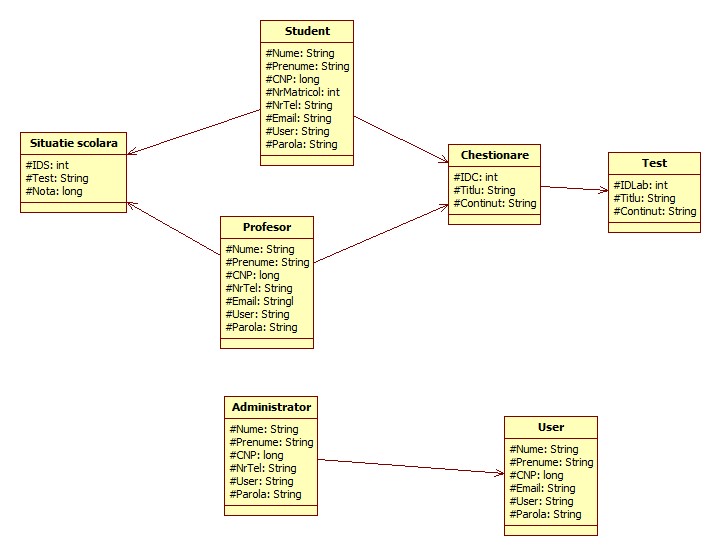 Student
#Nume: String
#Prenume: String
#CNP: long
#NrMatricol: int
#NrTel: String
#Email: String
#User: String
#Parola: String
Situatie scolara
#IDS: int
#Test: String
#Nota: long
Chestionare
#IDC: int
#Titlu: String
#Continut: String
Test
#IDLab: int
#Titlu: String
#Continut: String
Profesor
#Nume: String
#Prenume: String
#CNP: long
#NrTel: String
#Email: Stringl
#User: String
#Parola: String
Administrator
#Nume: String
#Prenume: String
#CNP: long
#NrTel: String
#User: String
#Parola: String
User
#Nume: String
#Prenume: String
#CNP: long
#Email: String
#User: String
#Parola: String